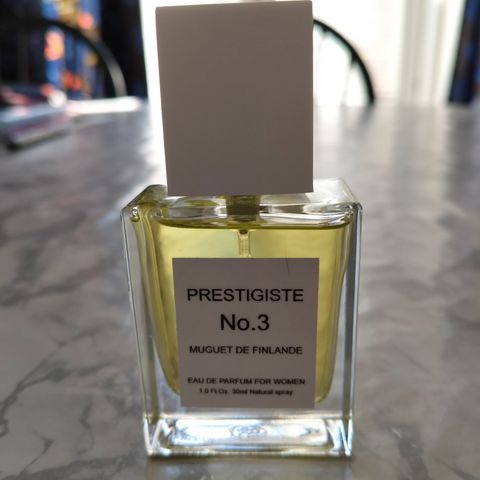 PRESTIGISTE
No.3
MUGUET DE FINLANDE
EAU DE PARFUM FOR WOMEN
1.0 Fl.Oz. 30ml Natural spray